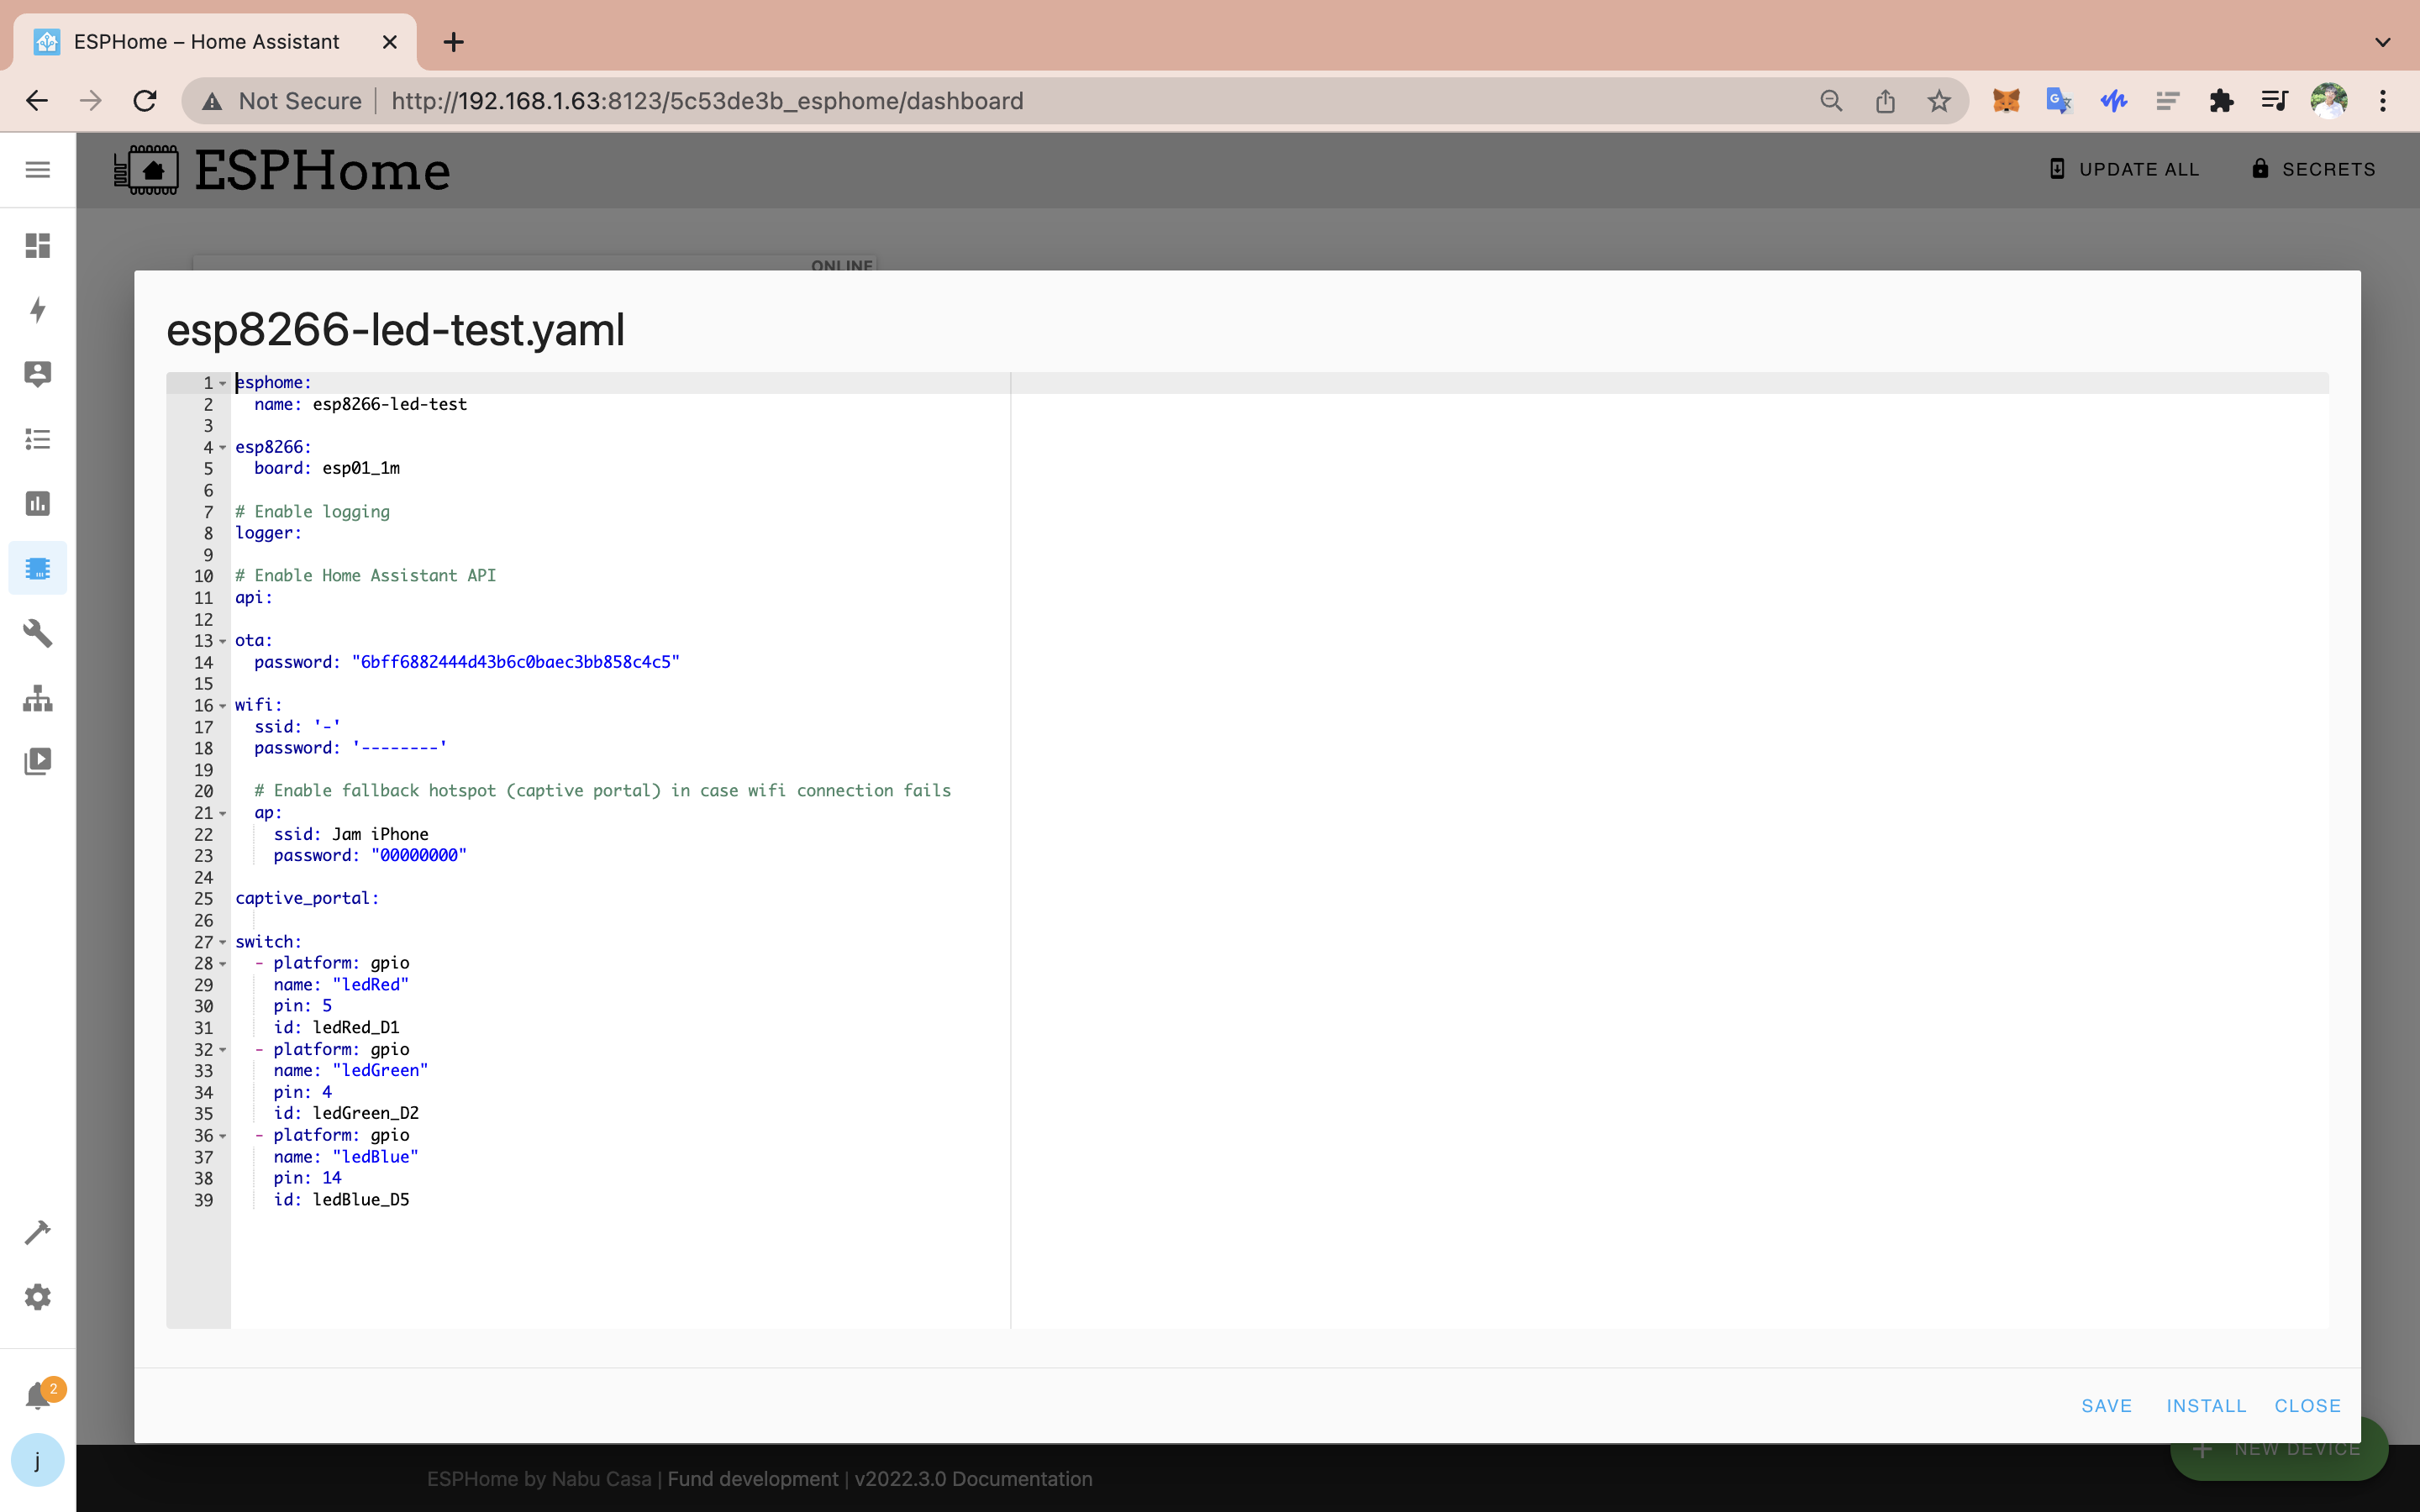 ESPHome – Home Assistant
Not Secure | http://192.168.1.63:8123/5c53de3b_esphome/dashboard
ESPHome
UPDATE ALL
SECRETS
ONLINE
esp8266-led-test.yaml
1 esphome:
2   name: esp8266-led-test
3
4 esp8266:
5   board: esp01_1m
6
7 # Enable logging
8 logger:
9
10 # Enable Home Assistant API
11 api:
12
13 ota:
14   password: "6bff6882444d43b6c0baec3bb858c4c5"
15
16 wifi:
17   ssid: '-'
18   password: '--------'
19
20   # Enable fallback hotspot (captive portal) in case wifi connection fails
21   ap:
22     ssid: Jam iPhone
23     password: "00000000"
24
25 captive_portal:
26
27 switch:
28   - platform: gpio
29     name: "ledRed"
30     pin: 5
31     id: ledRed_D1
32   - platform: gpio
33     name: "ledGreen"
34     pin: 4
35     id: ledGreen_D2
36   - platform: gpio
37     name: "ledBlue"
38     pin: 14
39     id: ledBlue_D5
SAVE
INSTALL
CLOSE
2
j
+ NEW DEVICE
ESPHome by Nabu Casa | Fund development | v2022.3.0 Documentation